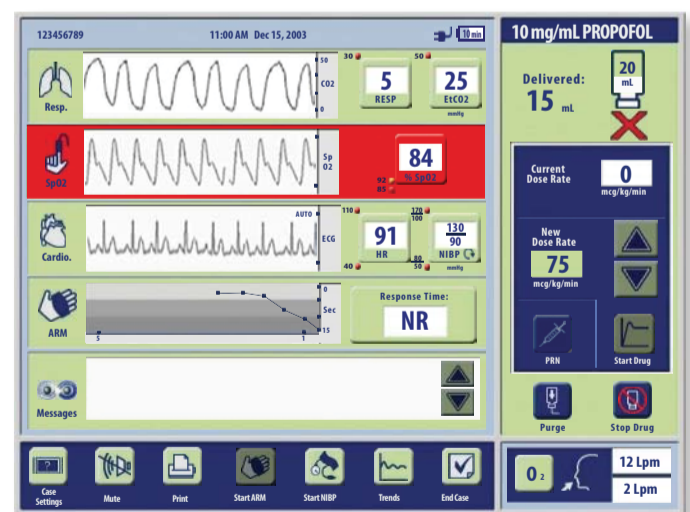 123456789 11:00 AM Dec 15, 2003 10 min
Resp.
50
CO2
0
30
5
RESP
50
25
EtCO2
mmHg
SpO2
Sp
O2
92
85
84
% SpO2
Cardio.
AUTO
ECG
110
40
91
HR
170
100
80
50
130
90
NIBP
mmHg
ARM
0
Sec
15
5 1
Response Time:
NR
Messages
Case
Settings
Mute
Print
Start ARM
Start NIBP
Trends
End Case
10 mg/mL PROPOFOL
Delivered:
15 mL
20
mL
Current
Dose Rate
0
mcg/kg/min
New
Dose Rate
75
mcg/kg/min
PRN
Start Drug
Purge
Stop Drug
O2
12 Lpm
2 Lpm